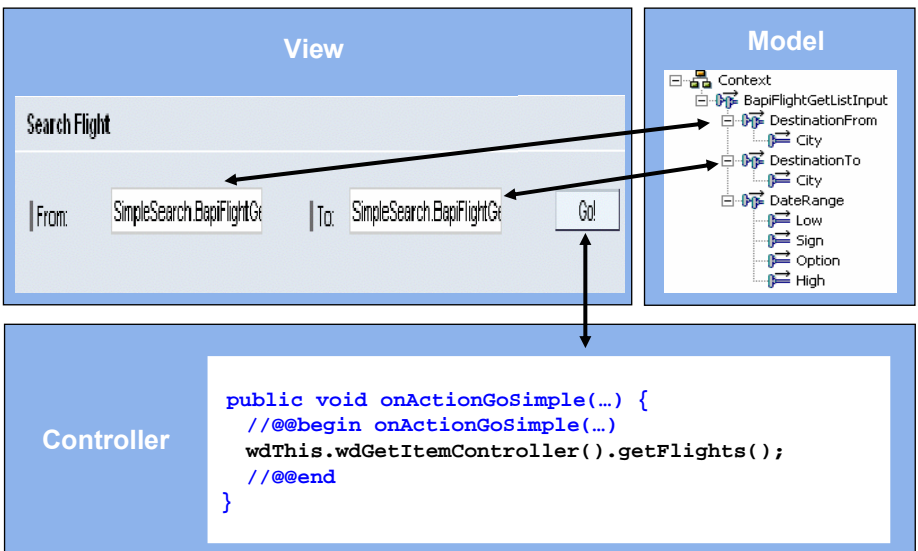 View
Search Flight
From:
SimpleSearch.BapiFlightGe
To:
SimpleSearch.BapiFlightGe
Go!
Model
Context
BapiFlightGetListInput
DestinationFrom
City
DestinationTo
City
DateRange
Low
Sign
Option
High
Controller
public void onActionGoSimple(…) {
//@@begin onActionGoSimple(…)
wdThis.wdGetItemController().getFlights();
//@@end
}